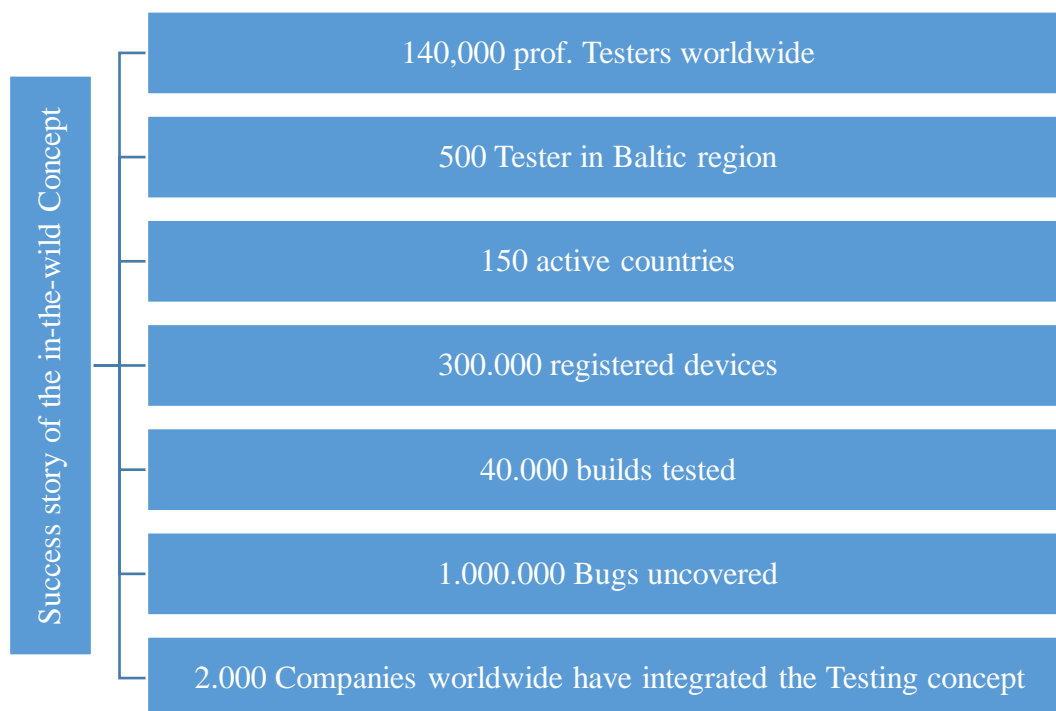 Success story of the in-the-wild Concept
140,000 prof. Testers worldwide
500 Tester in Baltic region
150 active countries
300.000 registered devices
40.000 builds tested
1.000.000 Bugs uncovered
2.000 Companies worldwide have integrated the Testing concept